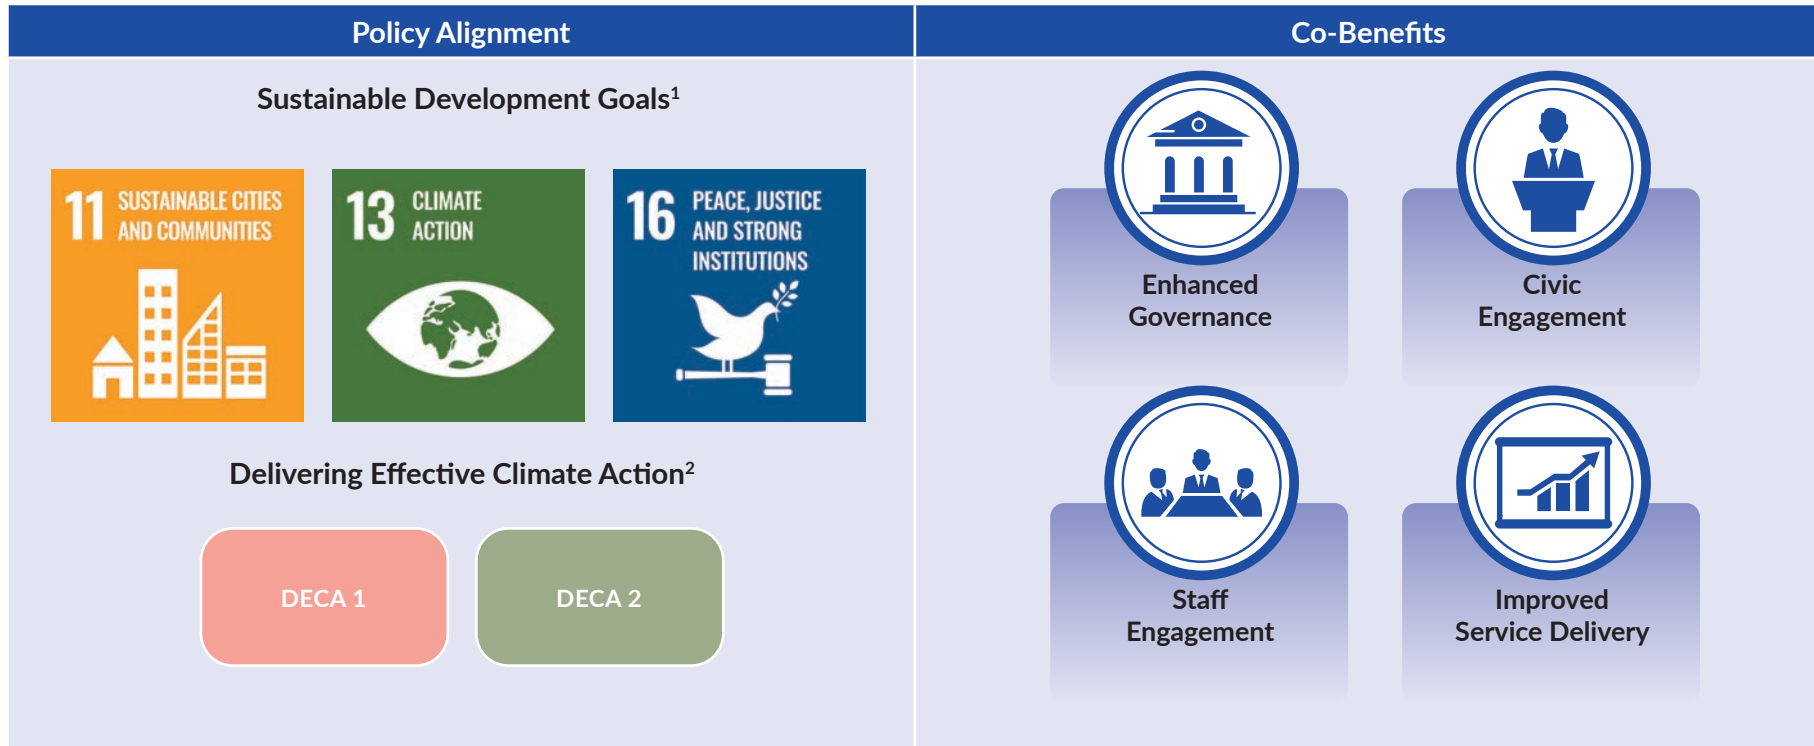 Policy Alignment
Co-Benefits
Sustainable Development Goals¹
11 SUSTAINABLE CITIES
AND COMMUNITIES
13 CLIMATE
ACTION
16 PEACE, JUSTICE
AND STRONG
INSTITUTIONS
Delivering Effective Climate Action²
DECA 1
DECA 2
Enhanced
Governance
Civic
Engagement
Staff
Engagement
Improved
Service Delivery